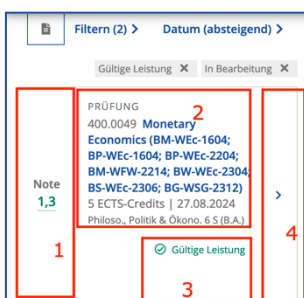 Filtern (2) >
Datum (absteigend) >
Gültige Leistung ✕
In Bearbeitung ✕
Note
1,3
1
PRÜFUNG
2
400.0049 Monetary
Economics (BM-WEc-1604;
BP-WEc-1604; BP-WEc-2204;
BM-WFW-2214; BW-WEc-2304;
BS-WEc-2306; BG-WSG-2312)
5 ECTS-Credits | 27.08.2024
Philoso., Politik & Ökono. 6 S (B.A.)
Gültige Leistung
3
>
4